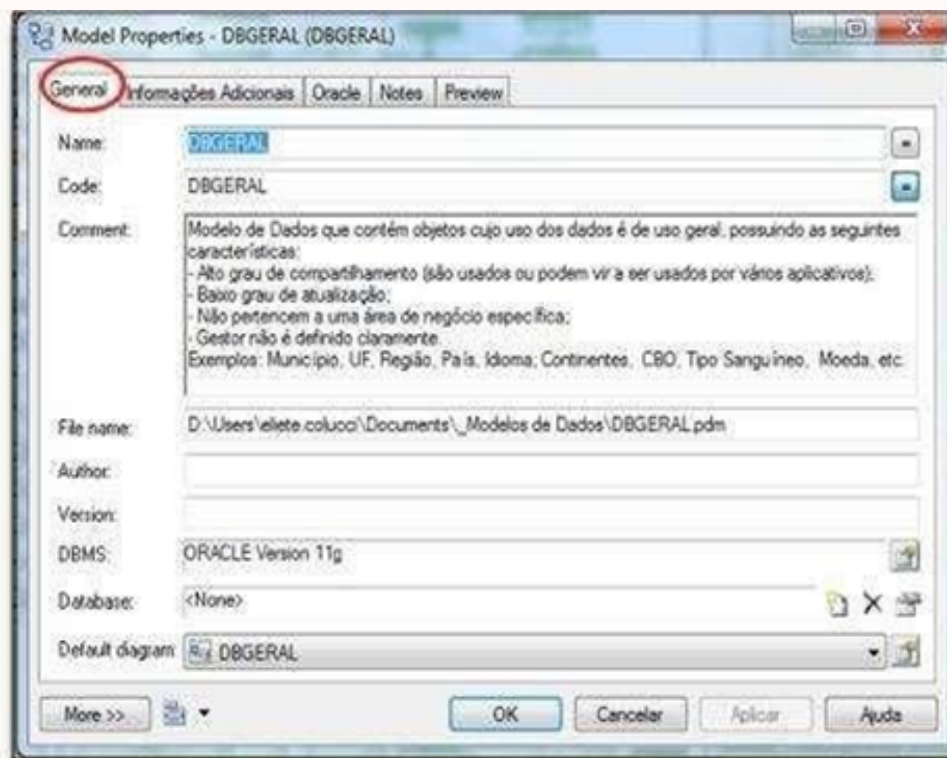 Model Properties - DBGERAL (DBGERAL)
General Informações Adicionais Oracle Notes Preview
Name: DBGERAL
Code: DBGERAL
Comment: Modelo de Dados que contém objetos cujo uso dos dados é de uso geral, possuindo as seguintes
características:
- Alto grau de compartilhamento (são usados ou podem vir a ser usados por vários aplicativos);
- Baixo grau de atualização;
- Não pertencem a uma área de negócio específica;
- Gestor não é definido claramente.
Exemplos: Município, UF, Região, País, Idioma, Continentes, CBO, Tipo Sanguíneo, Moeda, etc.
File name: D:\Users\eliete.colucci\Documents\_Modelos de Dados\DBGERAL.pdm
Author:
Version:
DBMS: ORACLE Version 11g
Database: <None>
Default diagram: DBGERAL
More >> OK Cancelar Aplicar Ajuda